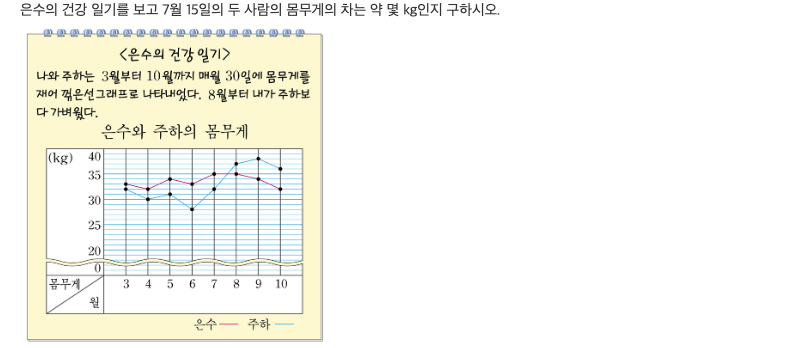 은수의 건강 일기를 보고 7월 15일의 두 사람의 몸무게의 차는 약 몇 kg인지 구하시오.
<은수의 건강 일기>
나와 주하는 3월부터 10월까지 매월 30일에 몸무게를
재어 꺾은선그래프로 나타내었다. 8월부터 내가 주하보
다 가벼웠다.
은수와 주하의 몸무게
(kg) 40
35
30
25
20
0
몸무게 3 4 5 6 7 8 9 10
월
은수 주하